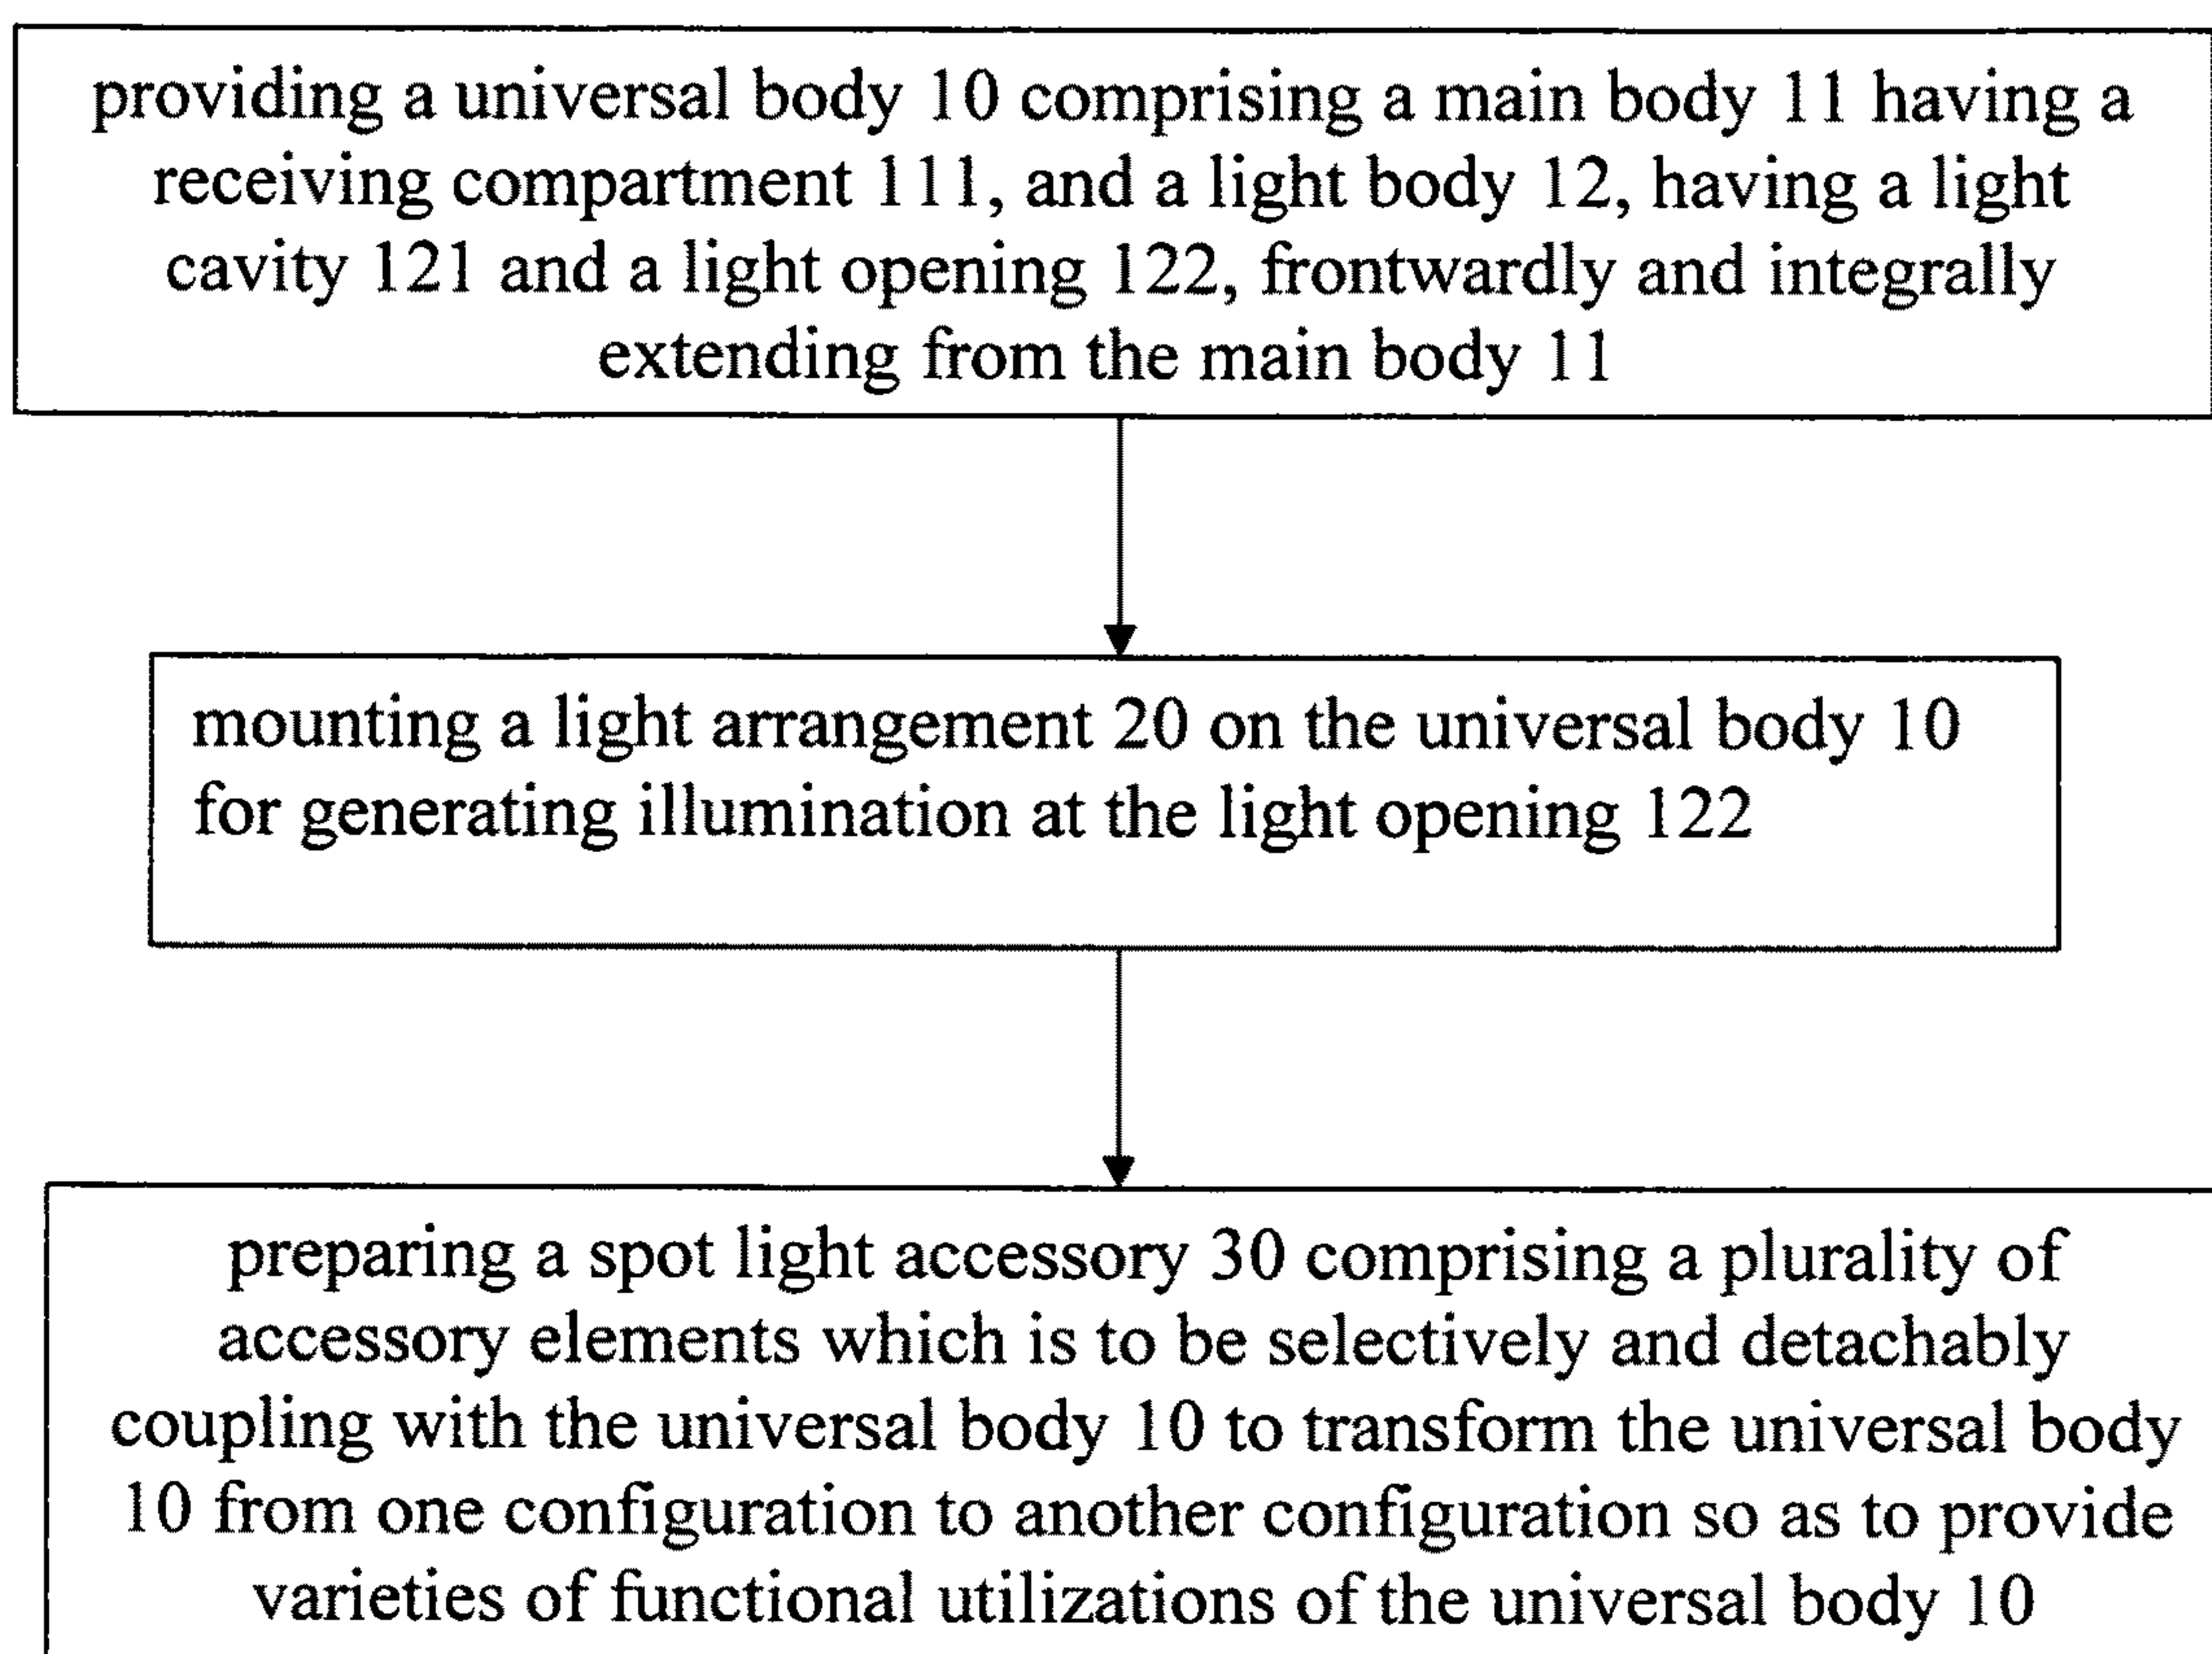 providing a universal body 10 comprising a main body 11 having a
receiving compartment 111, and a light body 12, having a light
cavity 121 and a light opening 122, frontwardly and integrally
extending from the main body 11
mounting a light arrangement 20 on the universal body 10
for generating illumination at the light opening 122
preparing a spot light accessory 30 comprising a plurality of
accessory elements which is to be selectively and detachably
coupling with the universal body 10 to transform the universal body
10 from one configuration to another configuration so as to provide
varieties of functional utilizations of the universal body 10